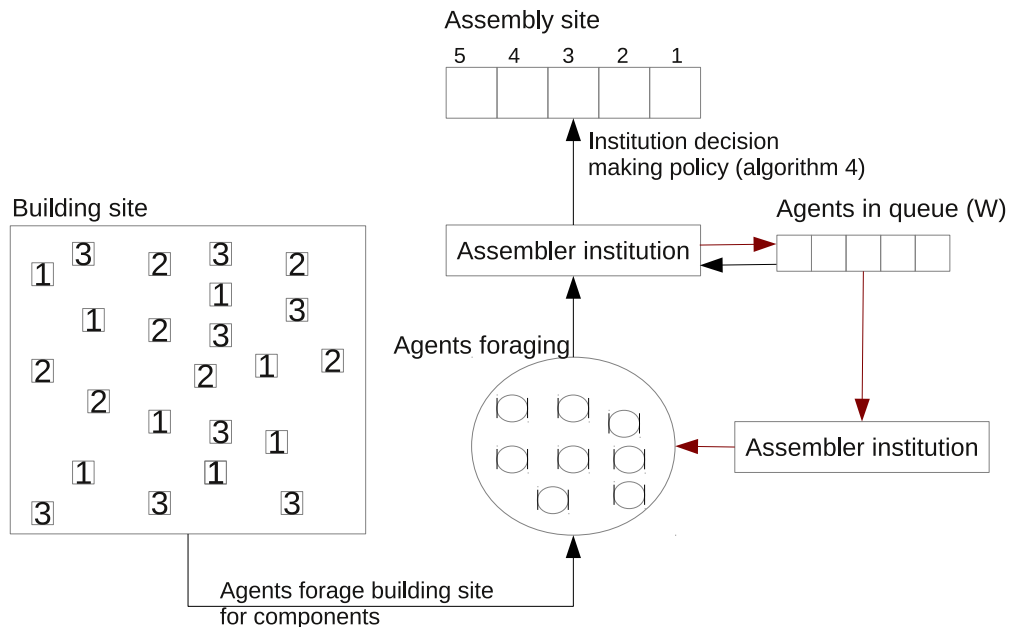 Assembly site
5 4 3 2 1
Institution decision
making policy (algorithm 4)
Building site
Agents in queue (W)
Assembler institution
3
1
2
3
2
1
3
1
2
3
2
2
1
2
2
1
3
1
1
1
3
3
3
Agents foraging
Assembler institution
Agents forage building site
for components